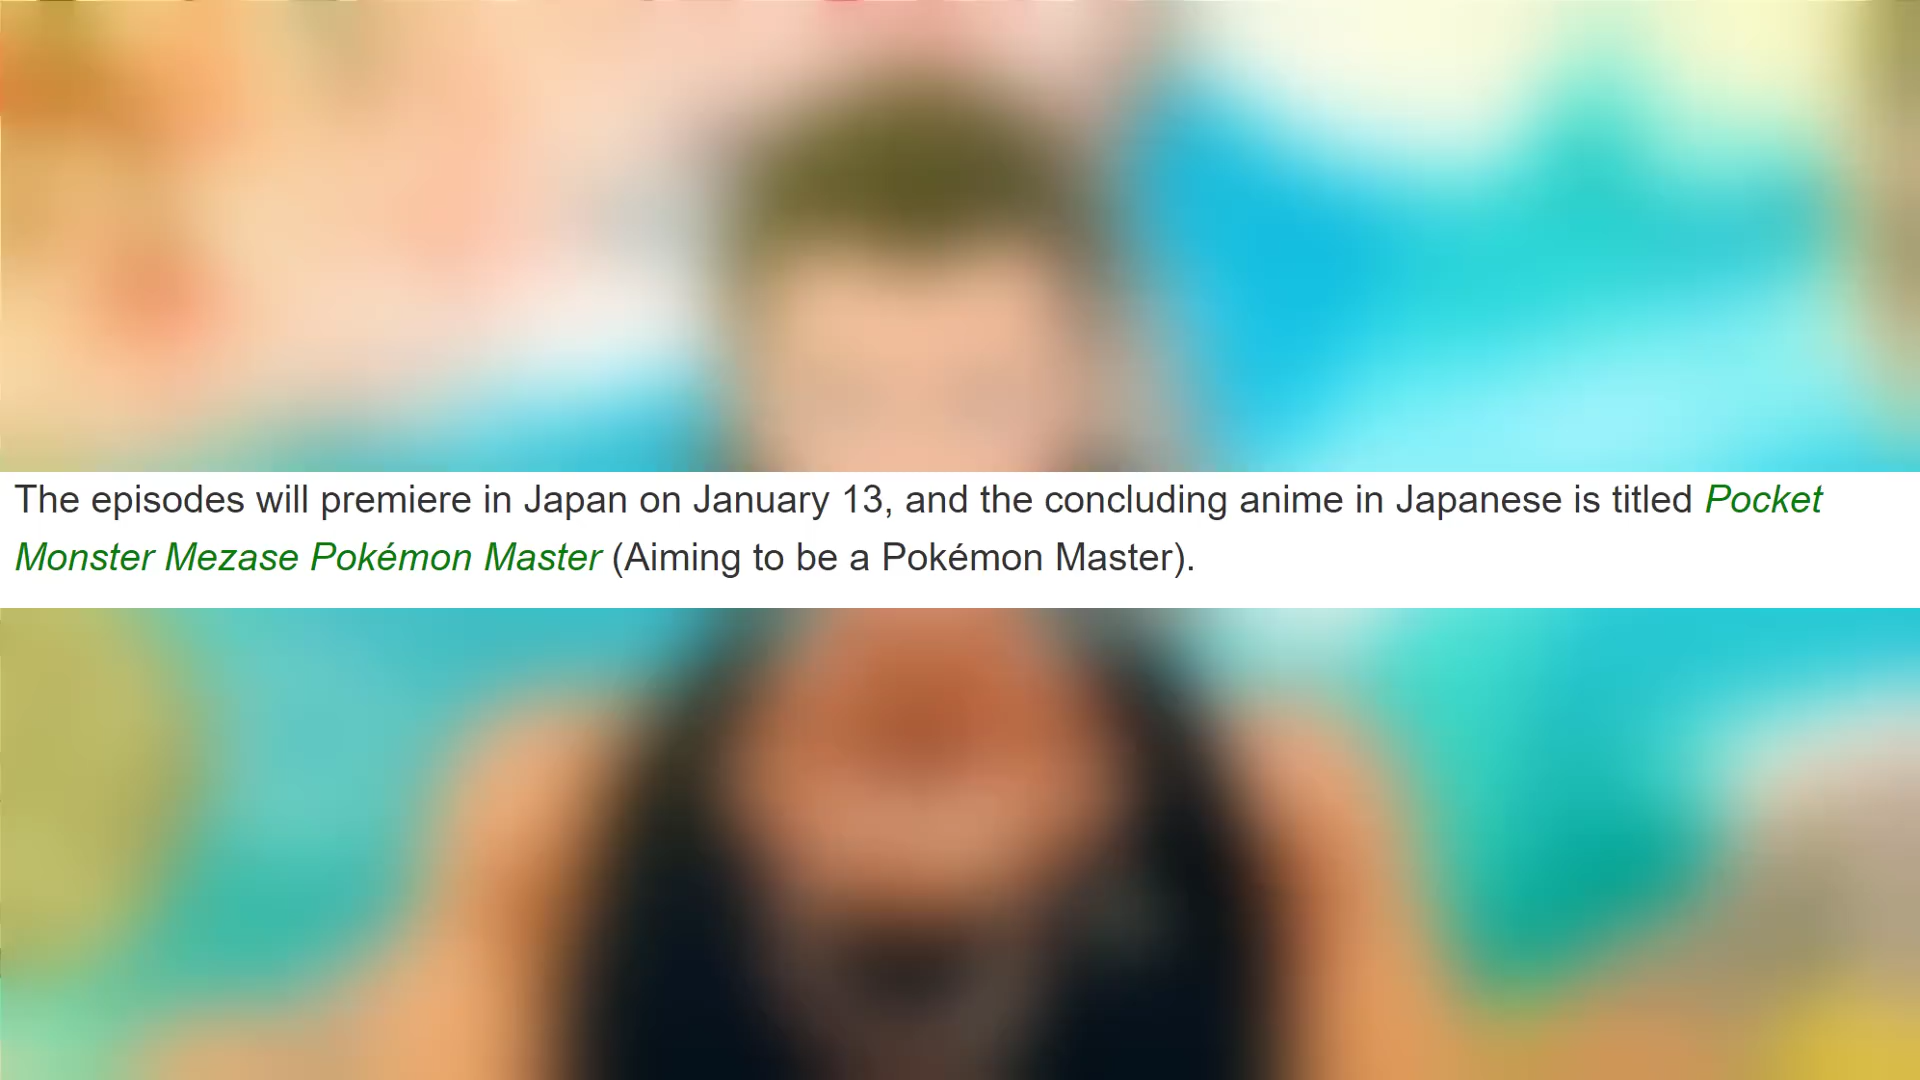 The episodes will premiere in Japan on January 13, and the concluding anime in Japanese is titled Pocket
Monster Mezase Pokémon Master (Aiming to be a Pokémon Master).